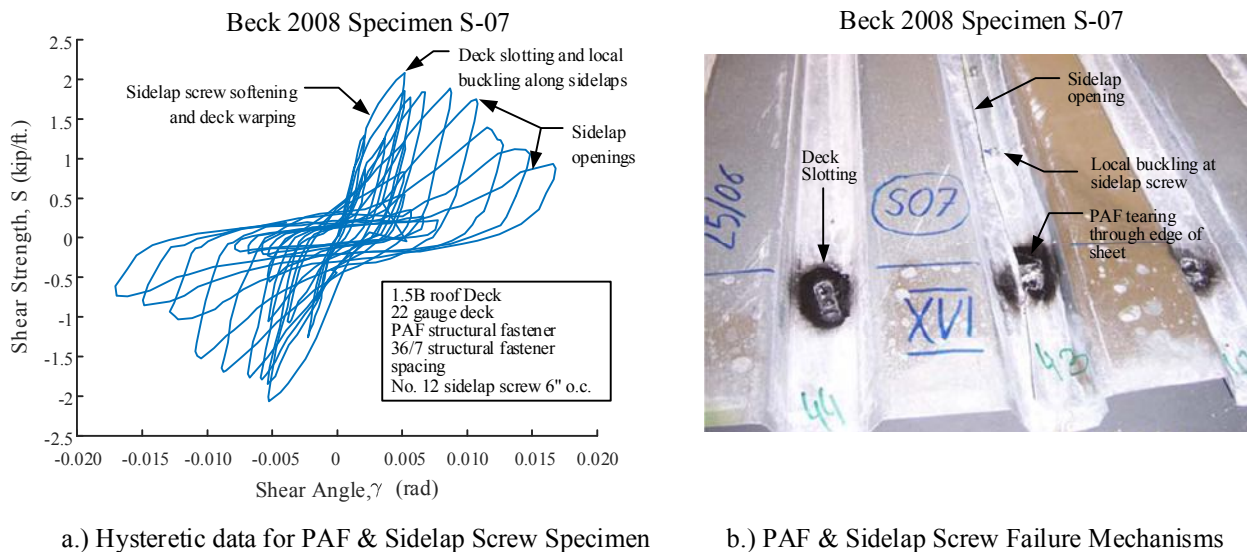 Beck 2008 Specimen S-07
2.5
2
1.5
1
0.5
0
-0.5
-1
-1.5
-2
-2.5
Shear Strength, S (kip/ft.)
Deck slotting and local
buckling along sidelaps
Sidelap screw softening
and deck warping
Sidelap
openings
1.5B roof Deck
22 gauge deck
PAF structural fastener
36/7 structural fastener
spacing
No. 12 sidelap screw 6" o.c.
-0.020
-0.015
-0.010
-0.005
0
0.005
0.010
0.015
0.020
Shear Angle,γ (rad)
a.) Hysteretic data for PAF & Sidelap Screw Specimen
Beck 2008 Specimen S-07
Sidelap
opening
Deck
Slotting
Local buckling at
sidelap screw
PAF tearing
through edge of
sheet
25/06
S07
XVI
44
43
b.) PAF & Sidelap Screw Failure Mechanisms